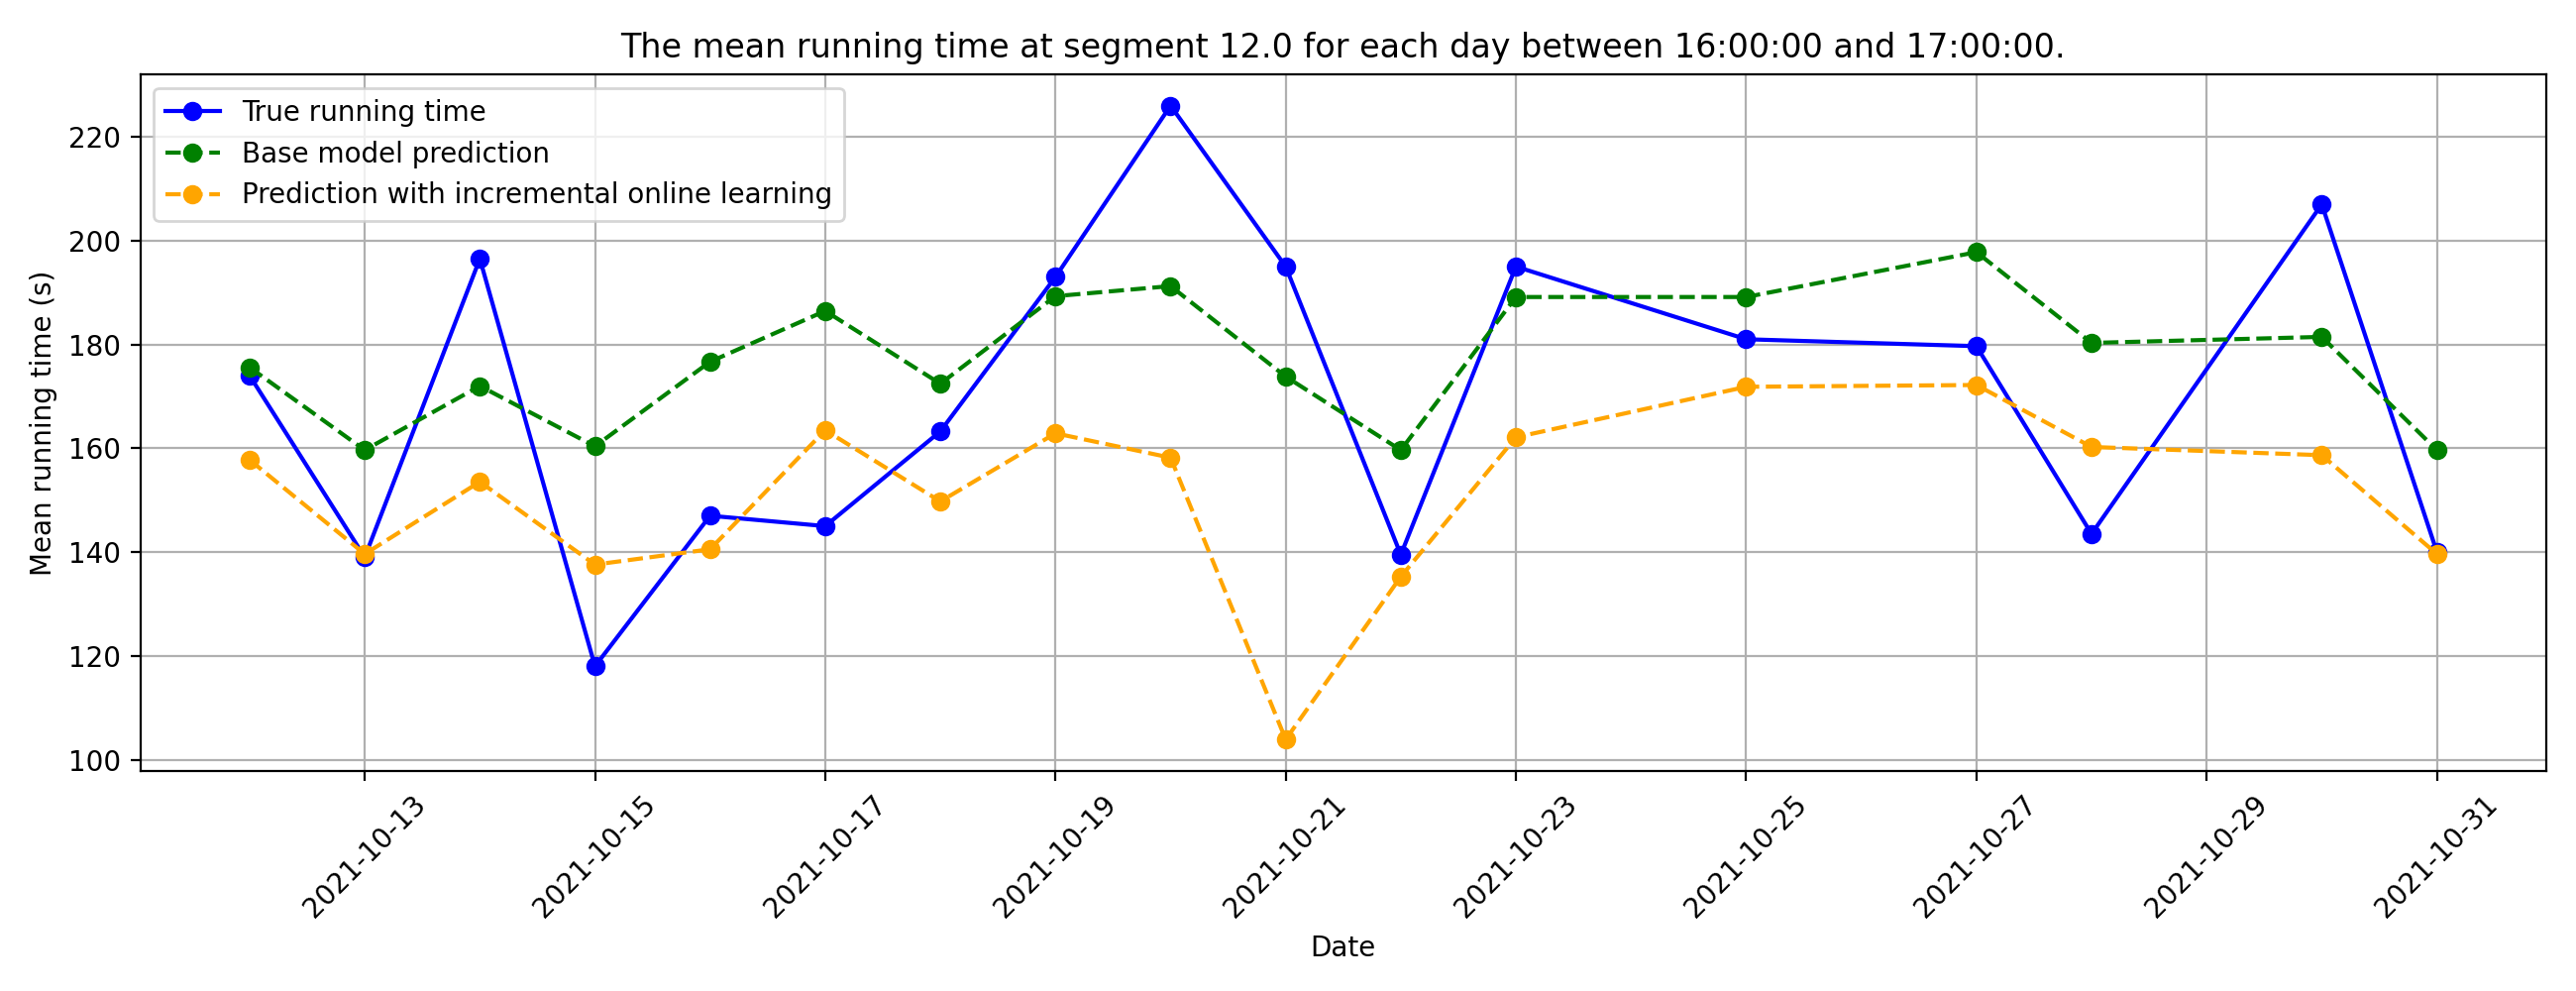 The mean running time at segment 12.0 for each day between 16:00:00 and 17:00:00.
True running time
Base model prediction
Prediction with incremental online learning
Mean running time (s)
220
200
180
160
140
120
100
2021-10-13
2021-10-15
2021-10-17
2021-10-19
2021-10-21
2021-10-23
2021-10-25
2021-10-27
2021-10-29
2021-10-31
Date